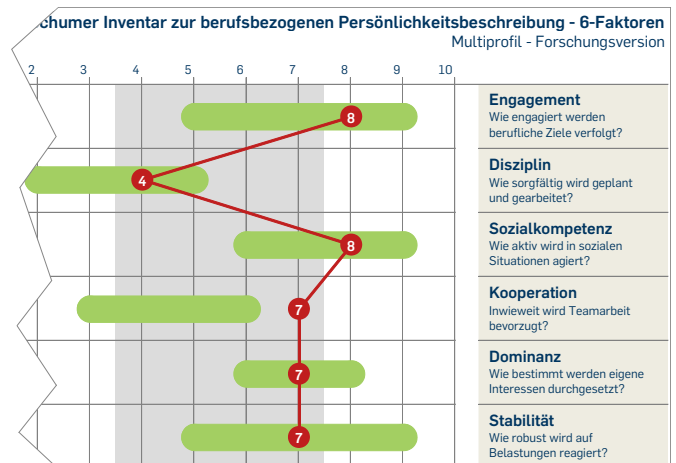 chumer Inventar zur berufsbezogenen Persönlichkeitsbeschreibung - 6-Faktoren
Multiprofil - Forschungsversion
2 3 4 5 6 7 8 9 10
Engagement
Wie engagiert werden
berufliche Ziele verfolgt?
8
Disziplin
Wie sorgfältig wird geplant
und gearbeitet?
4
Sozialkompetenz
Wie aktiv wird in sozialen
Situationen agiert?
8
Kooperation
Inwieweit wird Teamarbeit
bevorzugt?
7
Dominanz
Wie bestimmt werden eigene
Interessen durchgesetzt?
7
Stabilität
Wie robust wird auf
Belastungen reagiert?
7